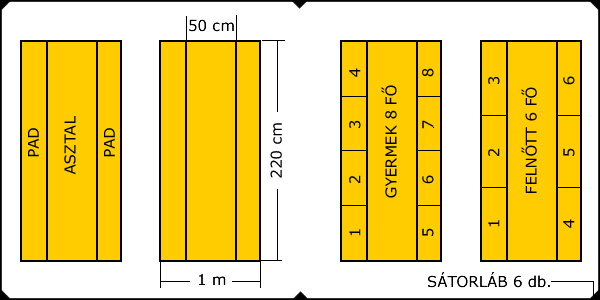 PAD
ASZTAL
PAD
50 cm
220 cm
1 m
4
3
2
1
GYERMEK 8 FŐ
8
7
6
5
3
2
1
FELNŐTT 6 FŐ
6
5
4
SÁTORLÁB 6 db.